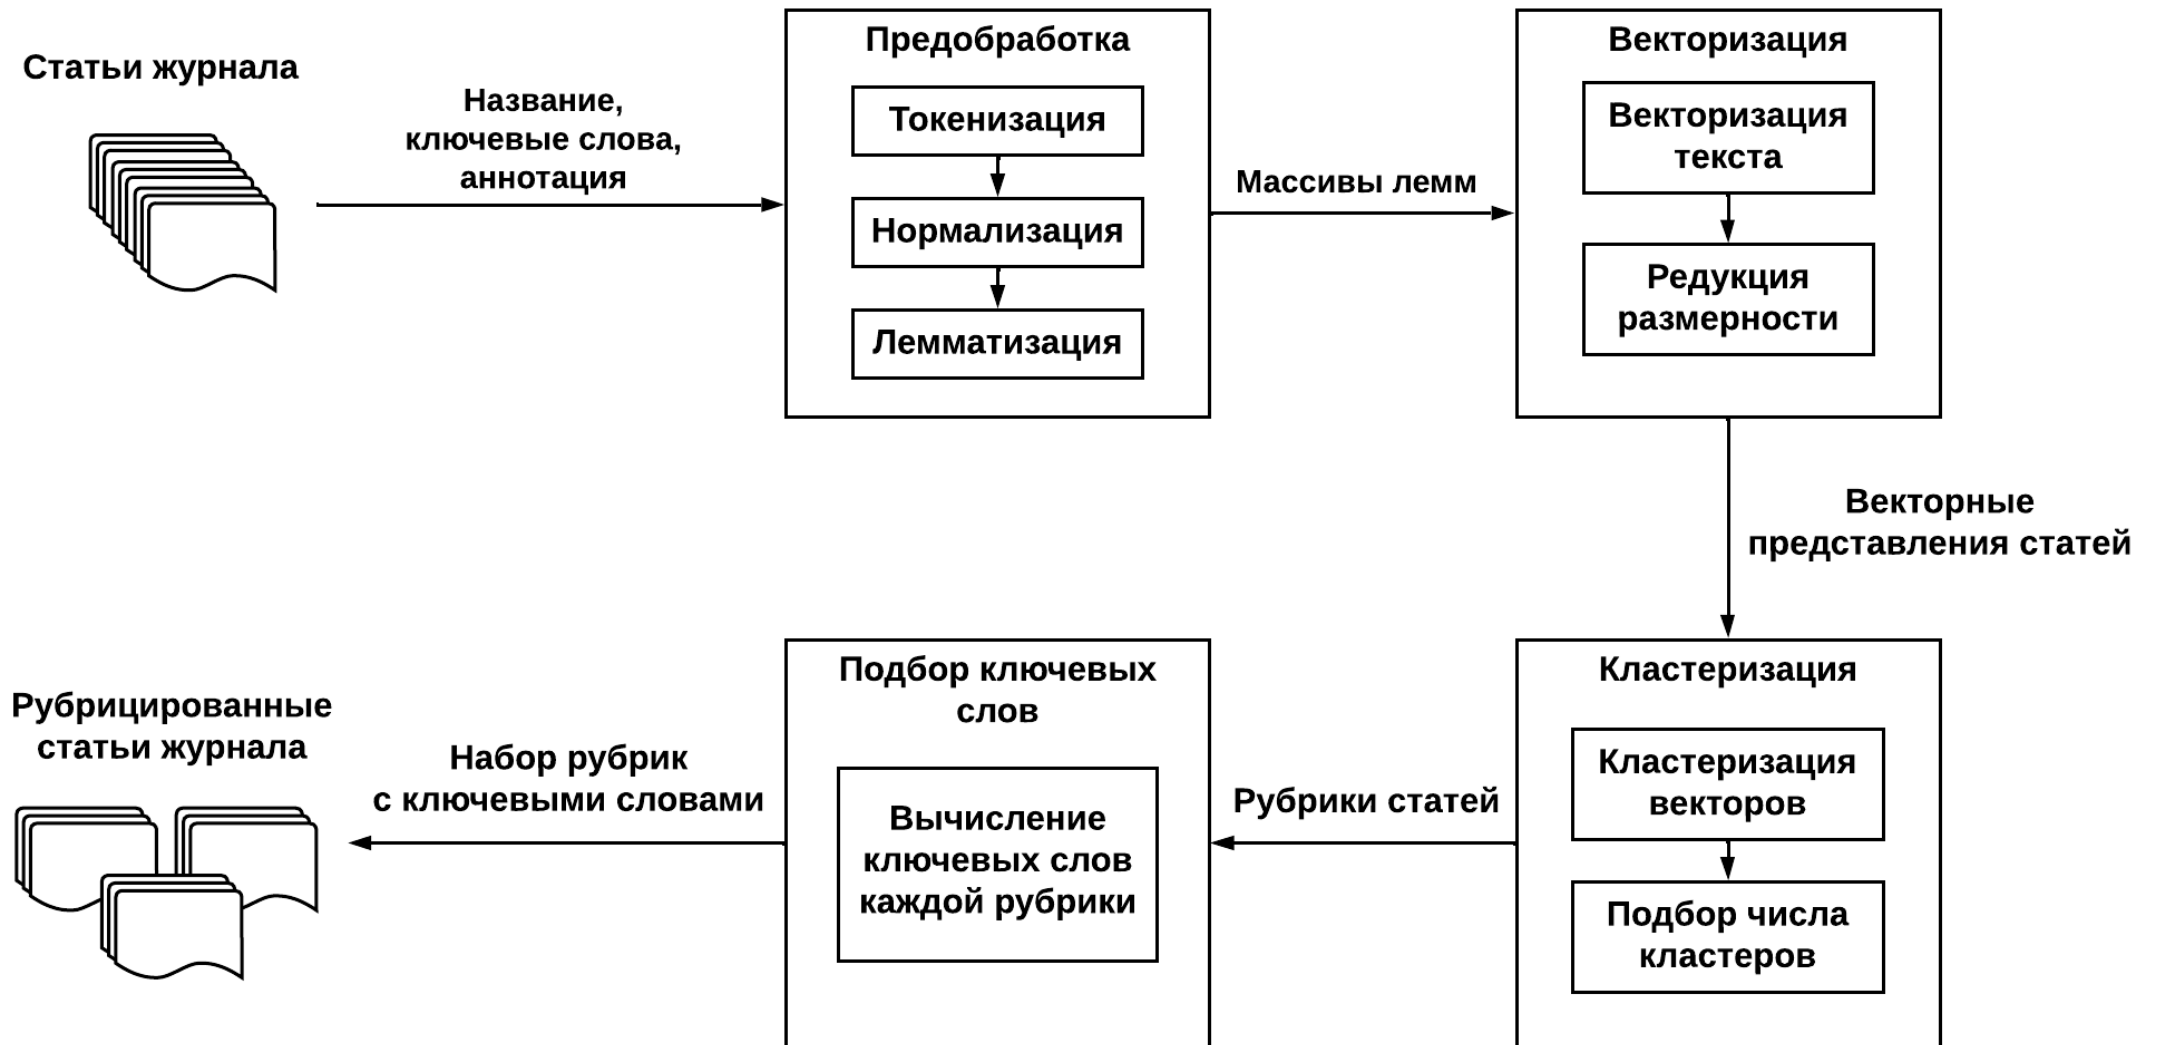 Статьи журнала
Название,
ключевые слова,
аннотация
Предобработка
Токенизация
Нормализация
Лемматизация
Массивы лемм
Векторизация
Векторизация
текста
Редукция
размерности
Векторные
представления статей
Кластеризация
Кластеризация
векторов
Подбор числа
кластеров
Рубрики статей
Подбор ключевых
слов
Вычисление
ключевых слов
каждой рубрики
Набор рубрик
с ключевыми словами
Рубрицированные
статьи журнала